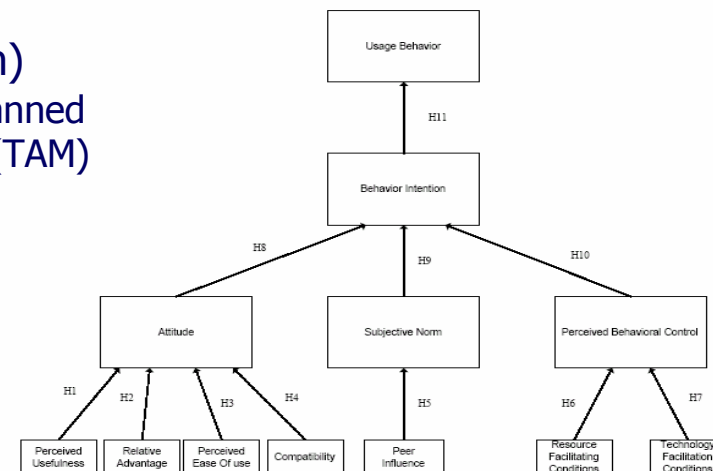 n)
nned
(TAM)
Usage Behavior
H11
Behavior Intention
H8
H9
H10
Attitude
Subjective Norm
Perceived Behavioral Control
H1
H2
H3
H4
H5
H6
H7
Perceived
Usefulness
Relative
Advantage
Perceived
Ease Of use
Compatibility
Peer
Influence
Resource
Facilitating
Conditions
Technology
Facilitation
Conditions